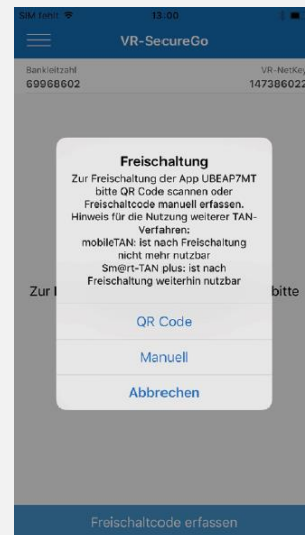 SIM fehlt 13:00
VR-SecureGo
Bankleitzahl VR-NetKey
69968602 147386022
Freischaltung
Zur Freischaltung der App UBEAP7MT
bitte QR Code scannen oder
Freischaltcode manuell erfassen.
Hinweis für die Nutzung weiterer TAN-
Verfahren:
mobileTAN: ist nach Freischaltung
nicht mehr nutzbar
Sm@rt-TAN plus: ist nach
Freischaltung weiterhin nutzbar
Zur bitte
QR Code
Manuell
Abbrechen
Freischaltcode erfassen